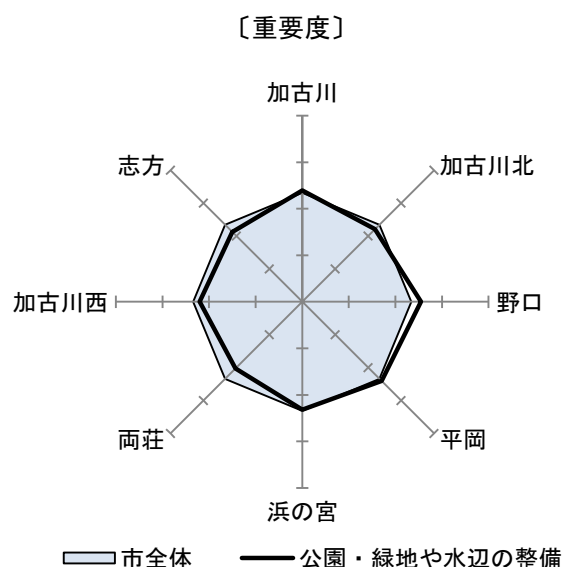 〔重要度〕
加古川
志方
加古川北
加古川西
野口
両荘
平岡
浜の宮
市全体 公園・緑地や水辺の整備